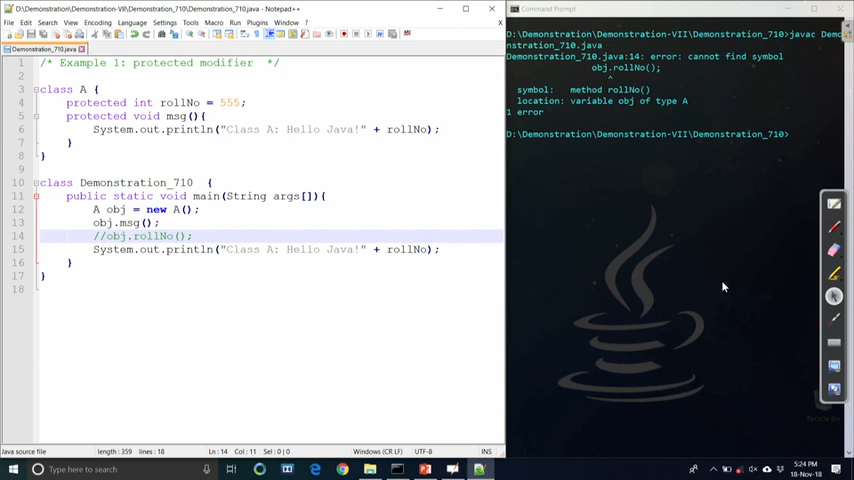 D:\Demonstration\Demonstration-VII\Demonstration_710\Demonstration_710.java - Notepad++
File Edit Search View Encoding Language Settings Tools Macro Run Plugins Window ?
Demonstration_710.java
1 /* Example 1: protected modifier */
2
3 class A {
4 protected int rollNo = 555;
5 protected void msg(){
6 System.out.println("Class A: Hello Java!" + rollNo);
7 }
8 }
9
10 class Demonstration_710 {
11 public static void main(String args[]){
12 A obj = new A();
13 obj.msg();
14 //obj.rollNo();
15 System.out.println("Class A: Hello Java!" + rollNo);
16 }
17 }
18
Java source file length : 359 lines : 18 Ln : 14 Col : 11 Sel : 0 | 0 Windows (CR LF) UTF-8 INS
Command Prompt
D:\Demonstration\Demonstration-VII\Demonstration_710>javac Demo
nstration_710.java
Demonstration_710.java:14: error: cannot find symbol
obj.rollNo();
^
symbol: method rollNo()
location: variable obj of type A
1 error
D:\Demonstration\Demonstration-VII\Demonstration_710>
Recycle Bin
Type here to search
5:24 PM
18-Nov-18